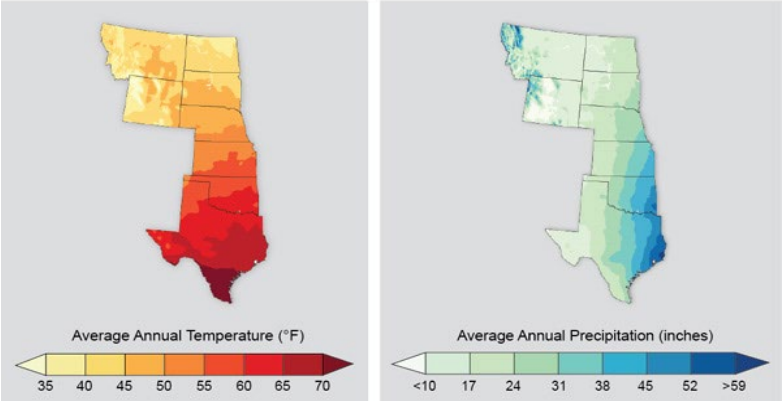 Average Annual Temperature (°F)
35 40 45 50 55 60 65 70
Average Annual Precipitation (inches)
<10 17 24 31 38 45 52 >59